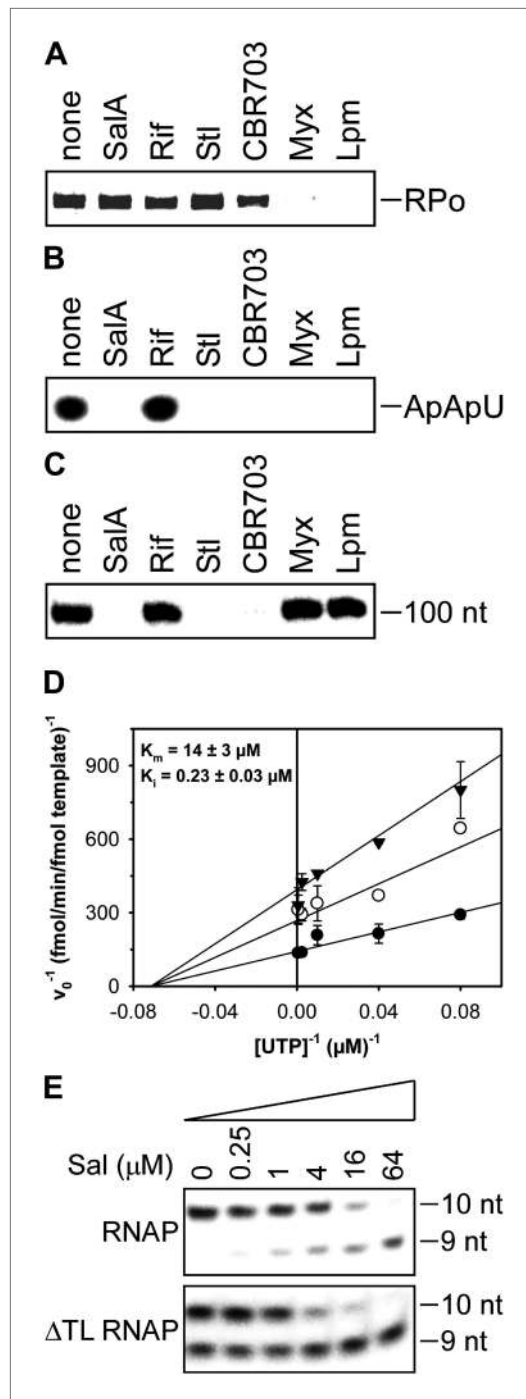 A
none SalA Rif Stl CBR703 Myx Lpm
RPo
B
none SalA Rif Stl CBR703 Myx Lpm
ApApU
C
none SalA Rif Stl CBR703 Myx Lpm
100 nt
D
K_m = 14 ± 3 µM
K_i = 0.23 ± 0.03 µM
v₀⁻¹ (fmol/min/fmol template)⁻¹
900
600
300
0
-0.08 -0.04 0.00 0.04 0.08
[UTP]⁻¹ (µM)⁻¹
E
Sal (µM) 0 0.25 1 4 16 64
RNAP
10 nt
9 nt
ΔTL RNAP
10 nt
9 nt